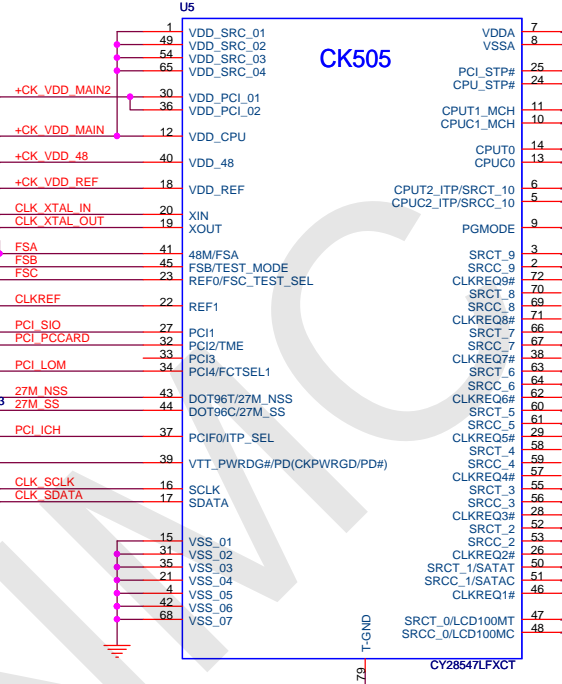 U5
CK505
1 VDD_SRC_01
49 VDD_SRC_02
54 VDD_SRC_03
65 VDD_SRC_04
+CK_VDD_MAIN2 30 VDD_PCI_01
36 VDD_PCI_02
+CK_VDD_MAIN 12 VDD_CPU
+CK_VDD_48 40 VDD_48
+CK_VDD_REF 18 VDD_REF
CLK_XTAL_IN 20 XIN
CLK_XTAL_OUT 19 XOUT
FSA 41 48M/FSA
FSB 45 FSB/TEST_MODE
FSC 23 REF0/FSC_TEST_SEL
CLKREF 22 REF1
PCI_SIO 27 PCI1
PCI_PCCARD 32 PCI2/TME
33 PCI3
PCI_LOM 34 PCI4/FCTSEL1
27M_NSS 43 DOT96T/27M_NSS
3 27M_SS 44 DOT96C/27M_SS
PCI_ICH 37 PCIF0/ITP_SEL
39 VTT_PWRDG#/PD(CKPWRGD/PD#)
CLK_SCLK 16 SCLK
CLK_SDATA 17 SDATA
15 VSS_01
31 VSS_02
35 VSS_03
21 VSS_04
4 VSS_05
42 VSS_06
68 VSS_07
VDDA 7
VSSA 8
PCI_STP# 25
CPU_STP# 24
CPUT1_MCH 11
CPUC1_MCH 10
CPUT0 14
CPUC0 13
CPUT2_ITP/SRCT_10 6
CPUC2_ITP/SRCC_10 5
PGMODE 9
SRCT_9 3
SRCC_9 2
CLKREQ9# 72
SRCT_8 70
SRCC_8 69
CLKREQ8# 71
SRCT_7 66
SRCC_7 67
CLKREQ7# 38
SRCT_6 63
SRCC_6 64
CLKREQ6# 62
SRCT_5 60
SRCC_5 61
CLKREQ5# 29
SRCT_4 58
SRCC_4 59
CLKREQ4# 57
SRCT_3 55
SRCC_3 56
CLKREQ3# 28
SRCT_2 52
SRCC_2 53
CLKREQ2# 26
SRCT_1/SATAT 50
SRCC_1/SATAC 51
CLKREQ1# 46
SRCT_0/LCD100MT 47
SRCC_0/LCD100MC 48
T-GND 79
CY28547LFXCT